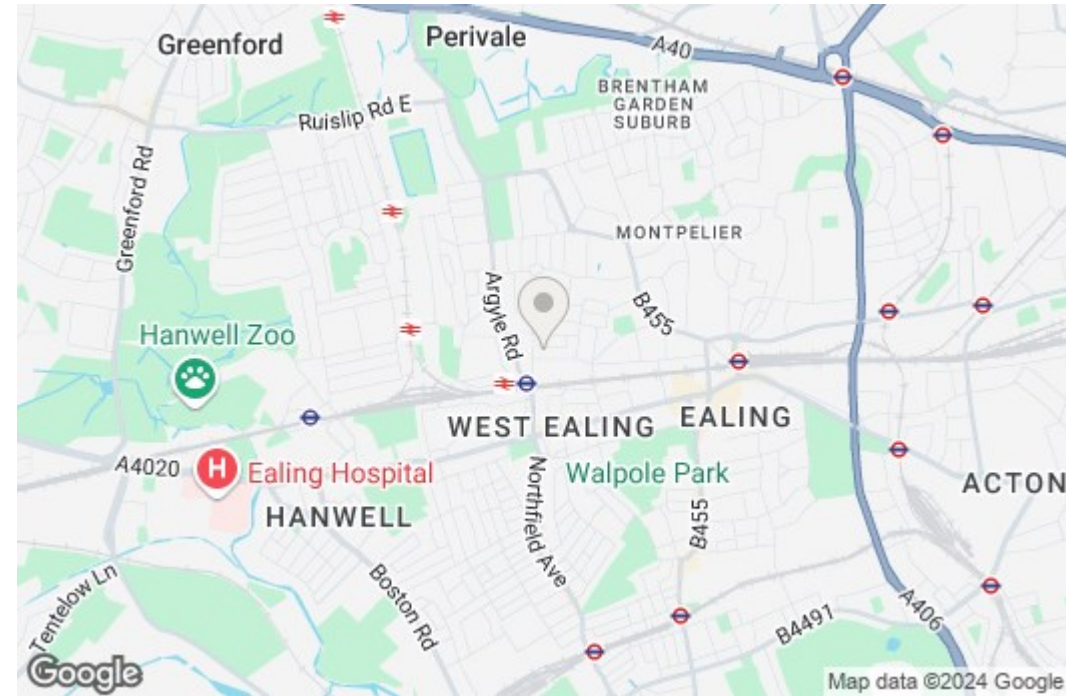 Greenford
Perivale
A40
BRENTHAM
GARDEN
SUBURB
Ruislip Rd E
Greenford Rd
MONTPELIER
Argyle Rd
B455
Hanwell Zoo
WEST EALING
EALING
A4020
H
Ealing Hospital
Walpole Park
ACTON
HANWELL
Northfield Ave
B455
Boston Rd
Tentelow Ln
B4491
A406
Google
Map data ©2024 Google